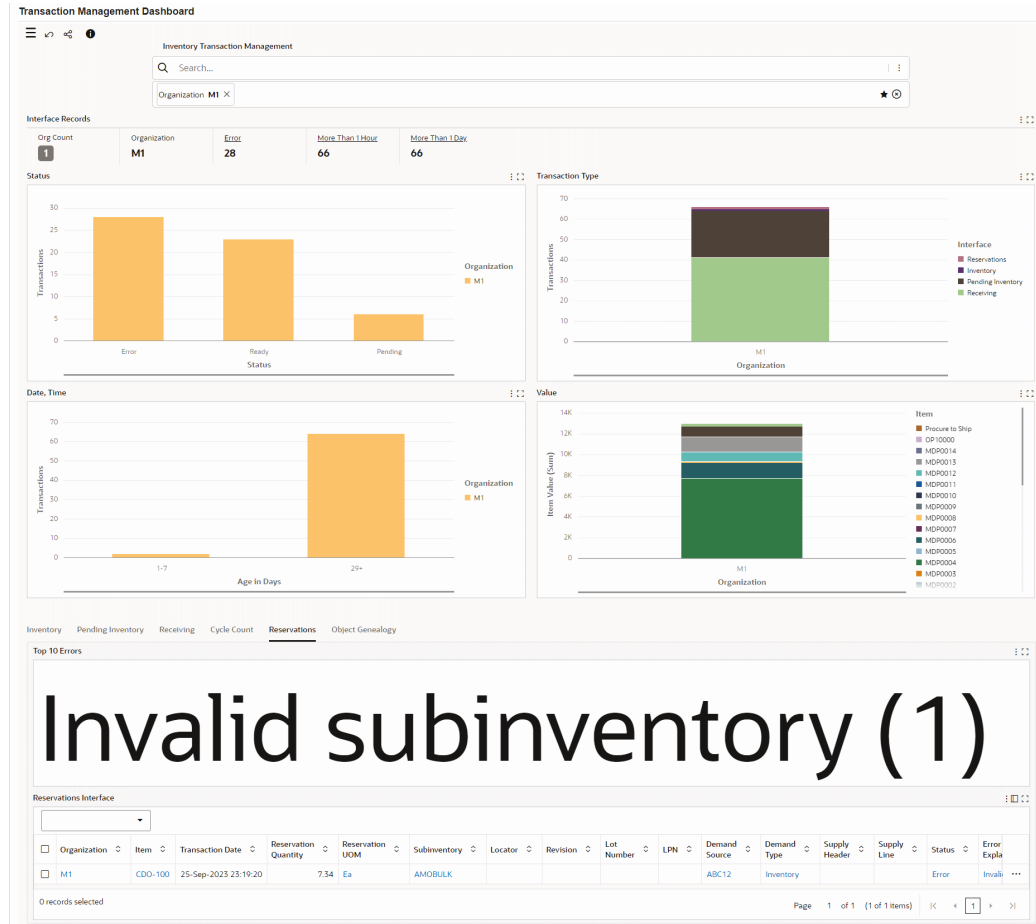 Transaction Management Dashboard
Inventory Transaction Management
Search...
Organization M1
Interface Records
Org Count Organization Error More Than 1 Hour More Than 1 Day
1 M1 28 66 66
Status
30
25
20
15
10
5
0
Transactions
Error Ready Pending
Status
Organization
M1
Transaction Type
70
60
50
40
30
20
10
0
Transactions
M1
Organization
Interface
Reservations
Inventory
Pending Inventory
Receiving
Date, Time
70
60
50
40
30
20
10
0
Transactions
1-7 29+
Age in Days
Organization
M1
Value
14K
12K
10K
8K
6K
4K
2K
0
Item Value (Sum)
M1
Organization
Item
Procure to Ship
OP10000
MDP0014
MDP0013
MDP0012
MDP0011
MDP0010
MDP0009
MDP0008
MDP0007
MDP0006
MDP0005
MDP0004
MDP0003
MDP0002
Inventory Pending Inventory Receiving Cycle Count Reservations Object Genealogy
Top 10 Errors
Invalid subinventory (1)
Reservations Interface
Organization Item Transaction Date Reservation Quantity Reservation UOM Subinventory Locator Revision Lot Number LPN Demand Source Demand Type Supply Header Supply Line Status Error Expla
M1 CDO-100 25-Sep-2023 23:19:20 7.34 Ea AMOBULK ABC12 Inventory Error Invali
0 records selected
Page 1 of 1 (1 of 1 items) 1